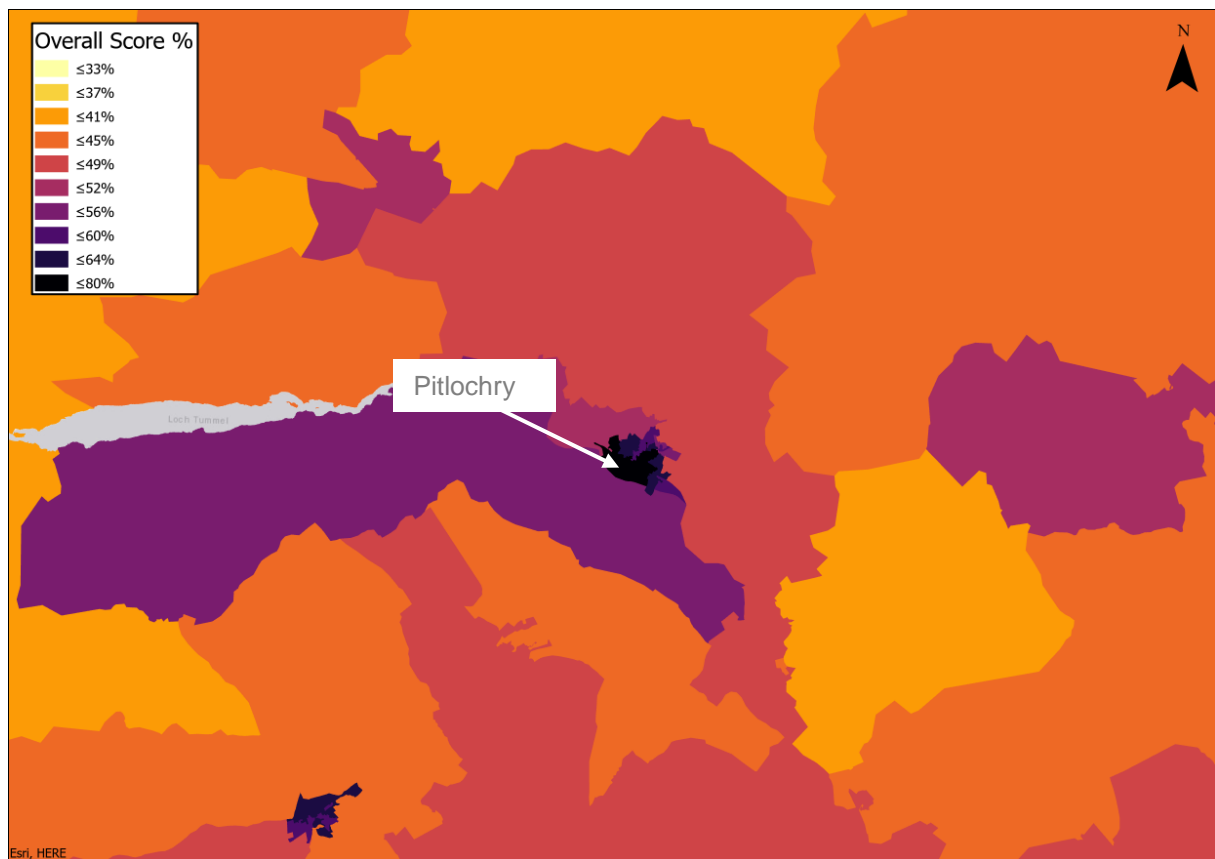 Overall Score %
≤33%
≤37%
≤41%
≤45%
≤49%
≤52%
≤56%
≤60%
≤64%
≤80%
N
Pitlochry
Loch Tummel
Esri, HERE